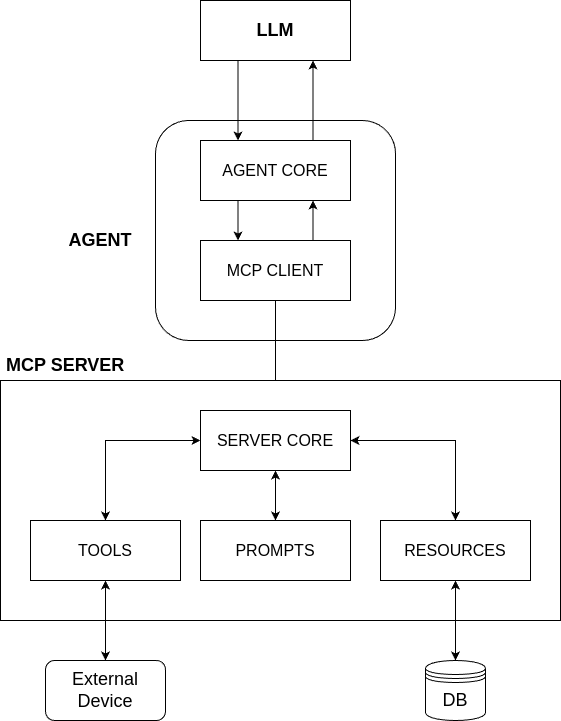 LLM
AGENT CORE
AGENT
MCP CLIENT
MCP SERVER
SERVER CORE
TOOLS
PROMPTS
RESOURCES
External
Device
DB